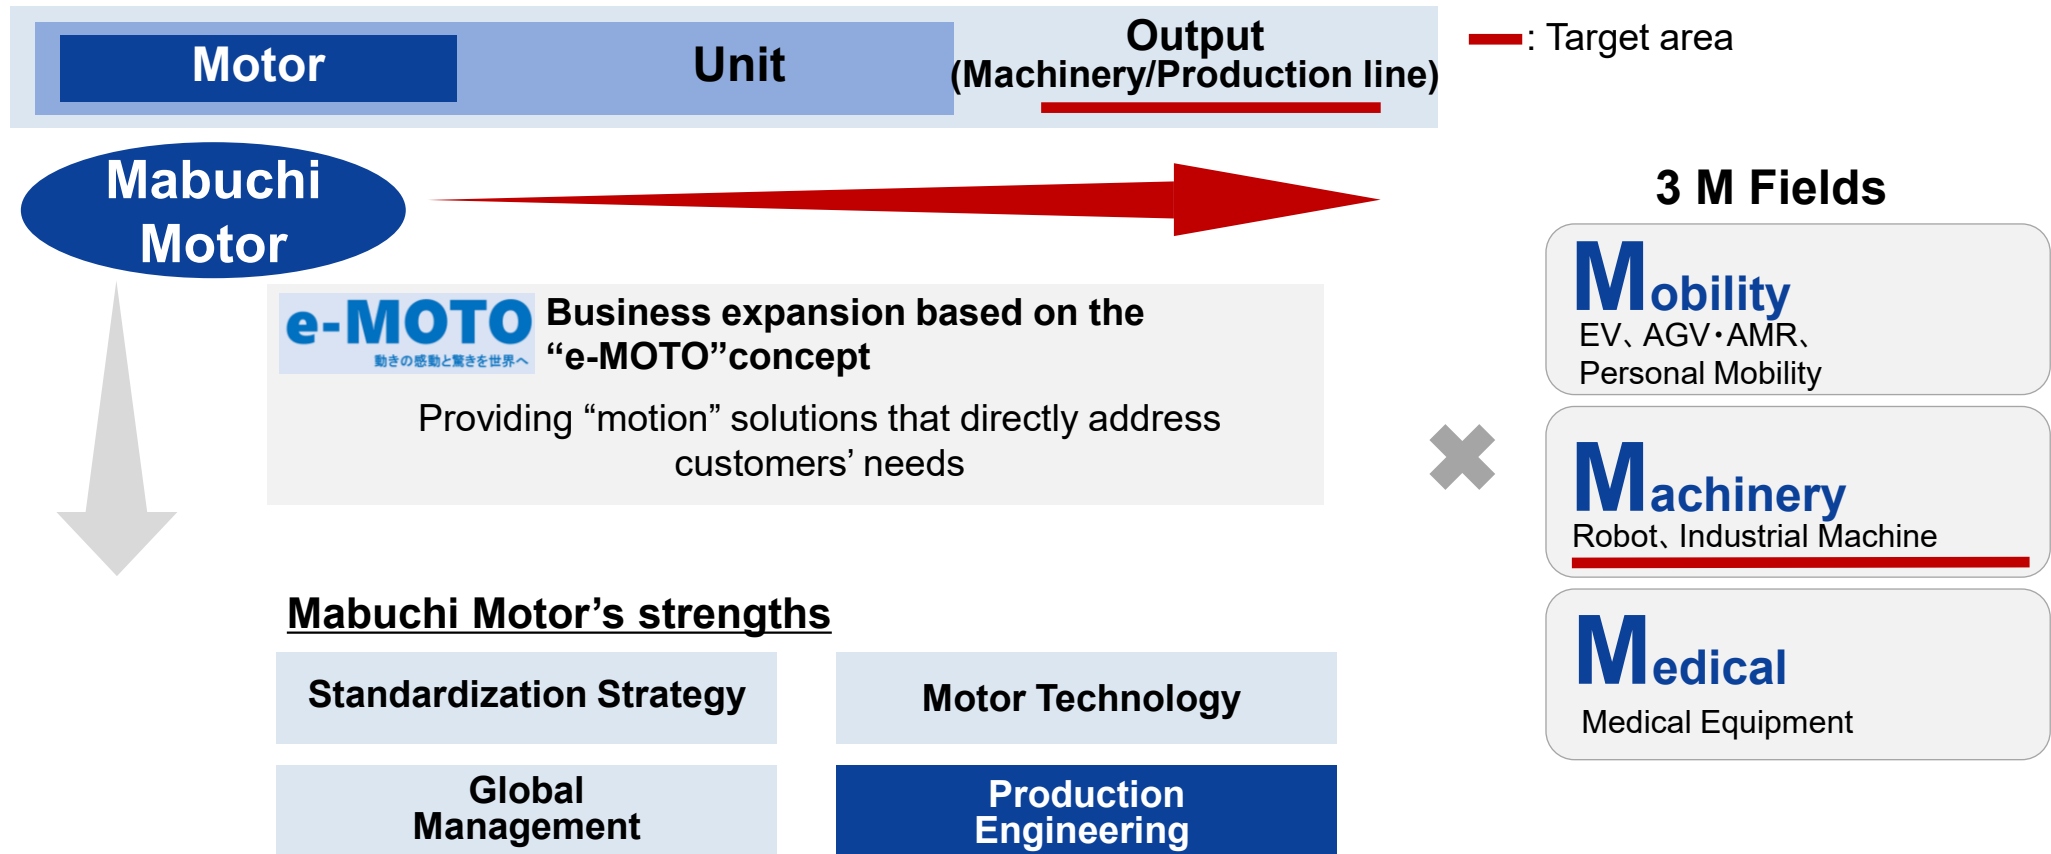 Motor
Unit
Output
(Machinery/Production line)
: Target area
Mabuchi
Motor
3 M Fields
e-MOTO
動きの感動と驚きを世界へ
Business expansion based on the
“e-MOTO”concept
Providing “motion” solutions that directly address
customers’ needs
Mobility
EV、AGV・AMR、
Personal Mobility
Machinery
Robot、Industrial Machine
Medical
Medical Equipment
Mabuchi Motor’s strengths
Standardization Strategy
Motor Technology
Global
Management
Production
Engineering